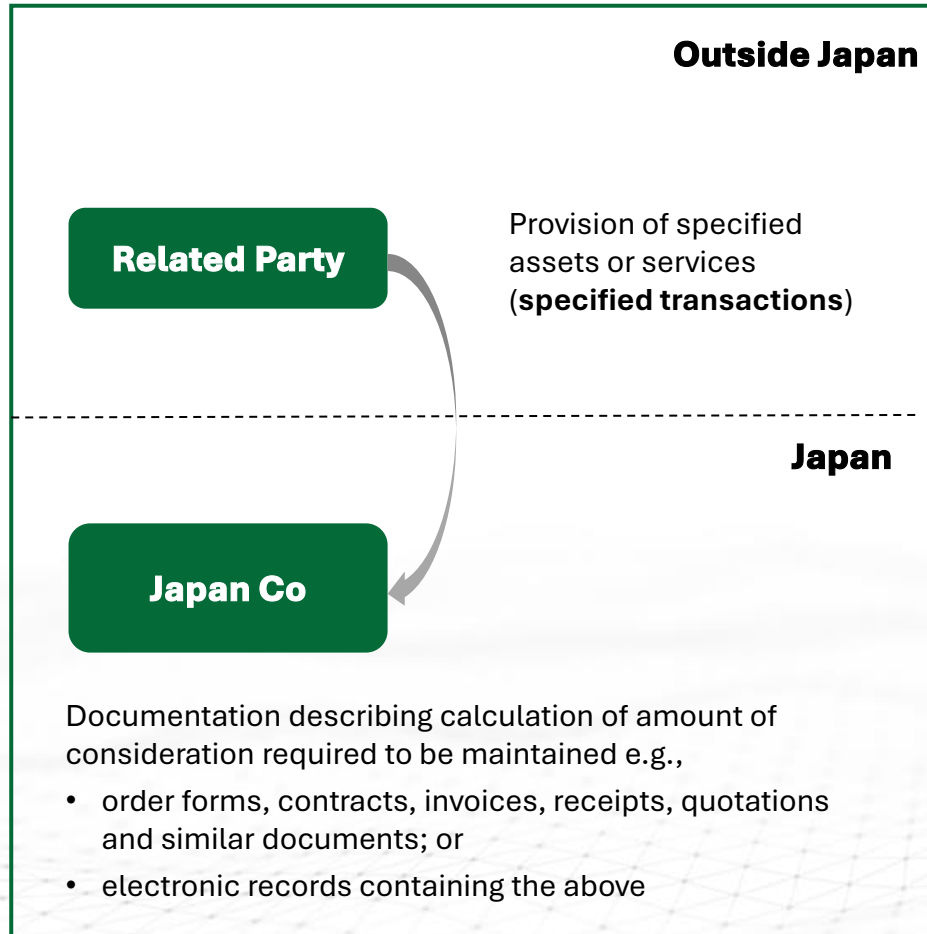 Outside Japan
Related Party
Provision of specified
assets or services
(specified transactions)
Japan
Japan Co
Documentation describing calculation of amount of
consideration required to be maintained e.g.,
• order forms, contracts, invoices, receipts, quotations
and similar documents; or
• electronic records containing the above